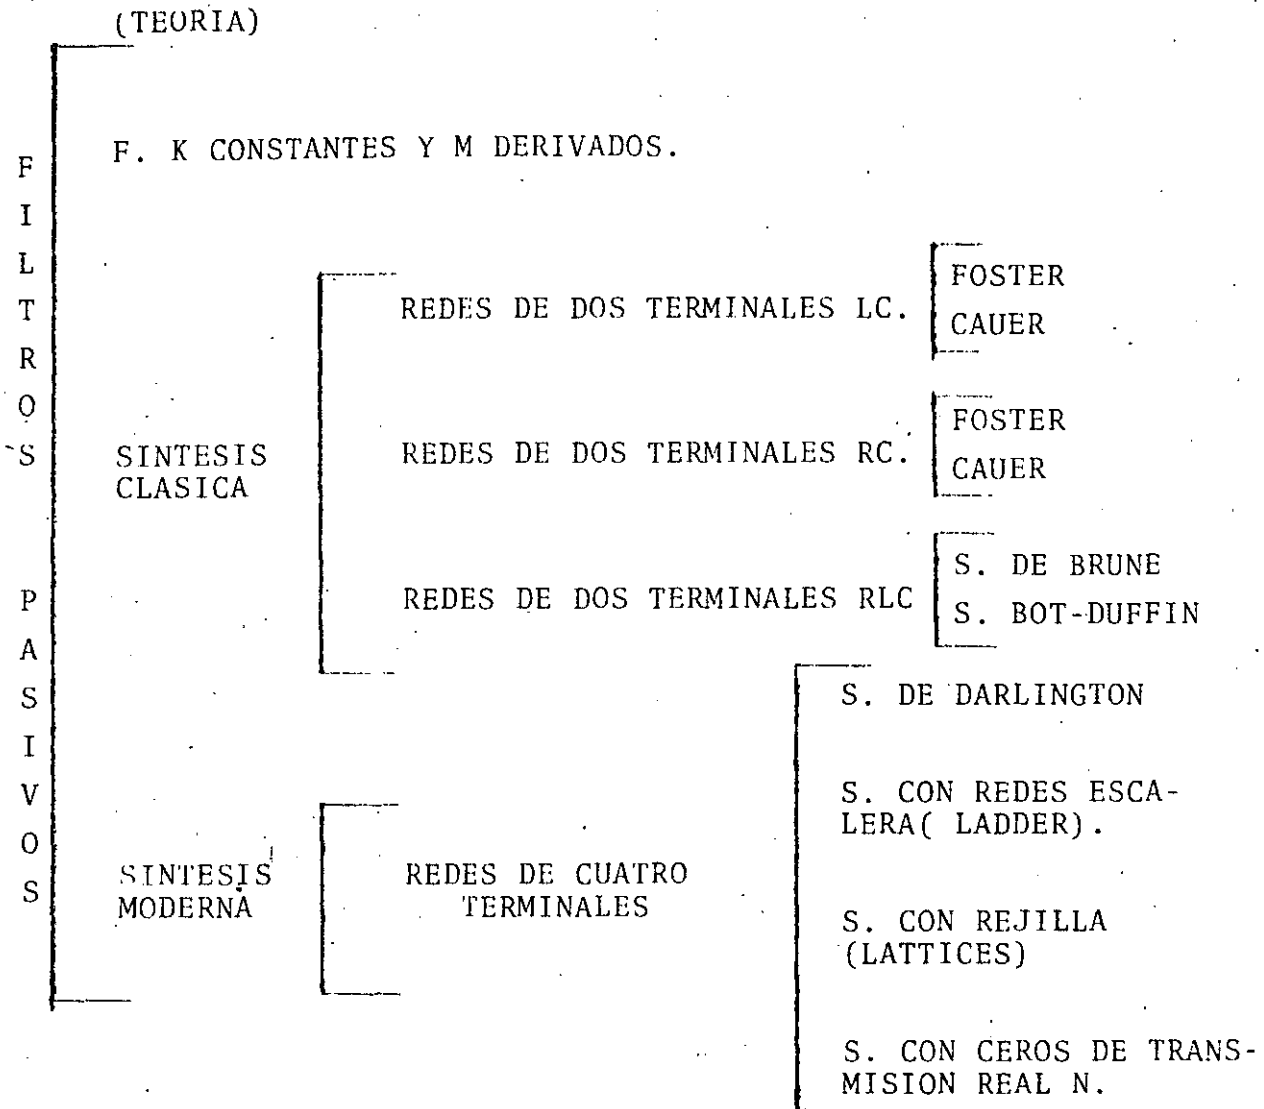 (TEORIA)
FILTROS PASIVOS
F. K CONSTANTES Y M DERIVADOS.
SINTESIS
CLASICA
REDES DE DOS TERMINALES LC.
FOSTER
CAUER
REDES DE DOS TERMINALES RC.
FOSTER
CAUER
REDES DE DOS TERMINALES RLC
S. DE BRUNE
S. BOT-DUFFIN
SINTESIS
MODERNA
REDES DE CUATRO
TERMINALES
S. DE DARLINGTON
S. CON REDES ESCA-
LERA( LADDER).
S. CON REJILLA
(LATTICES)
S. CON CEROS DE TRANS-
MISION REAL N.